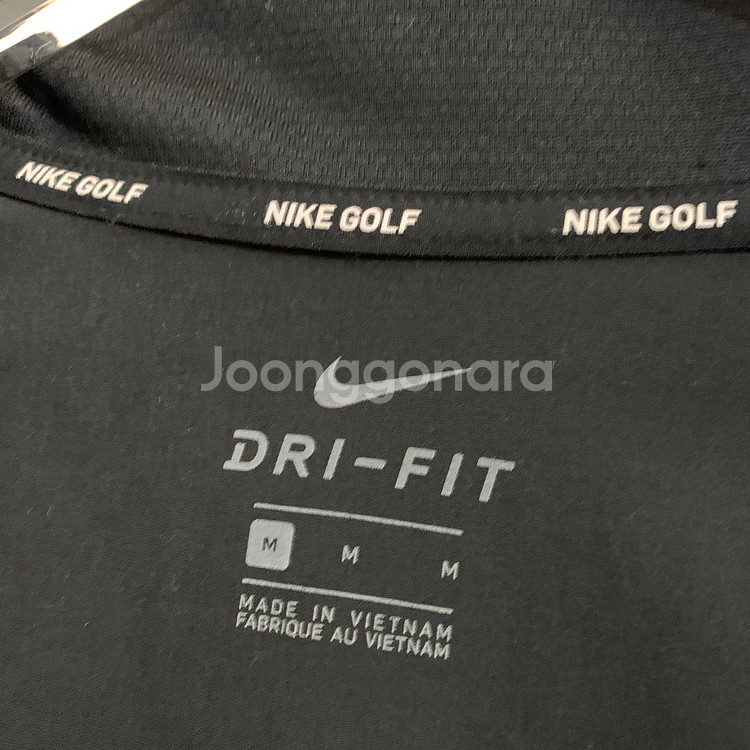 NIKE GOLF NIKE GOLF NIKE GOLF
Joonggonara
DRI-FIT
M M M
MADE IN VIETNAM
FABRIQUE AU VIETNAM